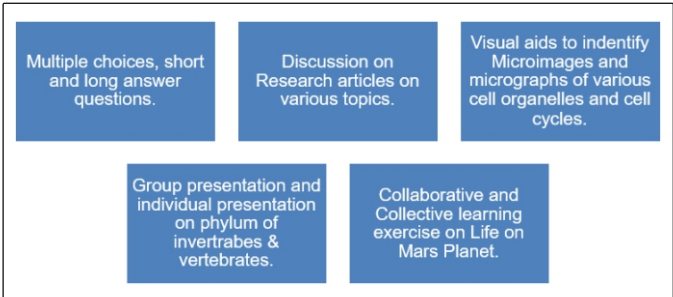 Multiple choices, short
and long answer
questions.
Discussion on
Research articles on
various topics.
Visual aids to indentify
Microimages and
micrographs of various
cell organelles and cell
cycles.
Group presentation and
individual presentation
on phylum of
invertrabes &
vertebrates.
Collaborative and
Collective learning
exercise on Life on
Mars Planet.